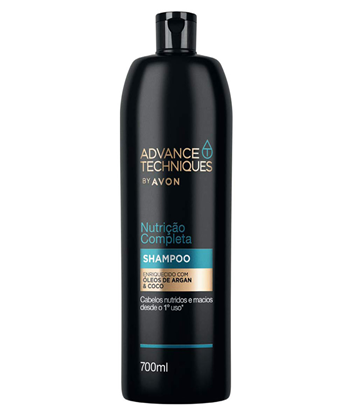 ADVANCE
TECHNIQUES
BY AVON
Nutrição
Completa
SHAMPOO
ENRIQUECIDO COM
ÓLEOS DE ARGAN
& COCO
Cabelos nutridos e macios
desde o 1º uso*
700ml